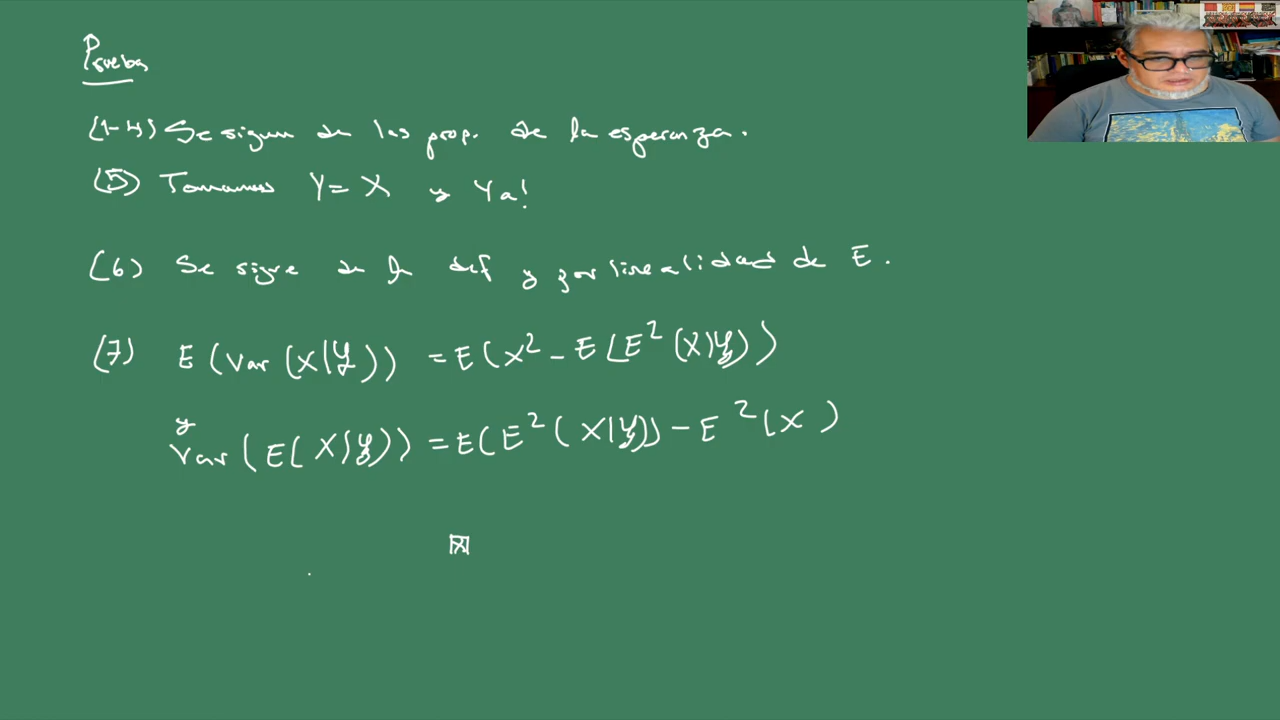 Prueba
(1-4) Se siguen de las prop. de la esperanza.
(5) Tomamos Y = X y Ya!
(6) Se sigue de la def y por linealidad de E.
(7) E(Var(X|Y)) = E(X² - E(E²(X|Y))
y
Var(E(X|Y)) = E(E²(X|Y)) - E²(X)